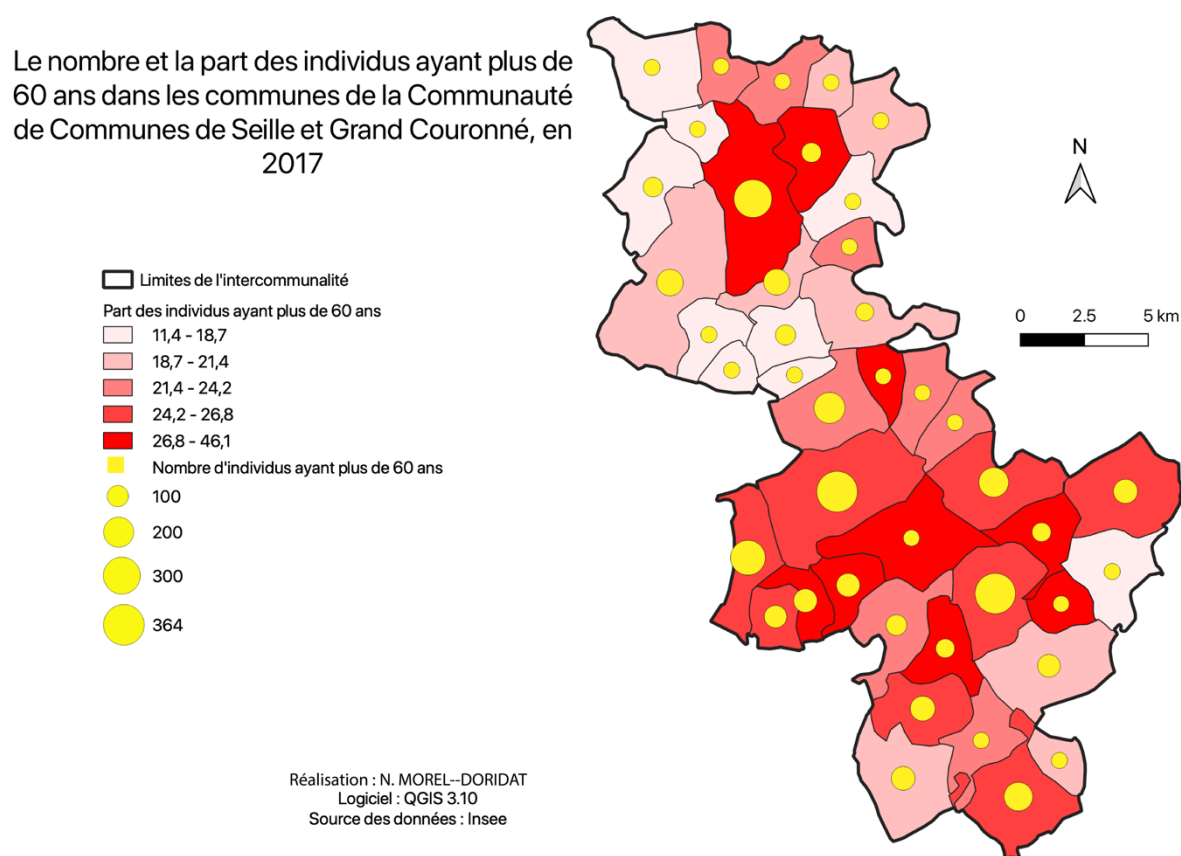 Le nombre et la part des individus ayant plus de
60 ans dans les communes de la Communauté
de Communes de Seille et Grand Couronné, en
2017
N
Limites de l'intercommunalité
Part des individus ayant plus de 60 ans
11,4 - 18,7
18,7 - 21,4
21,4 - 24,2
24,2 - 26,8
26,8 - 46,1
Nombre d'individus ayant plus de 60 ans
100
200
300
364
0 2.5 5 km
Réalisation : N. MOREL--DORIDAT
Logiciel : QGIS 3.10
Source des données : Insee